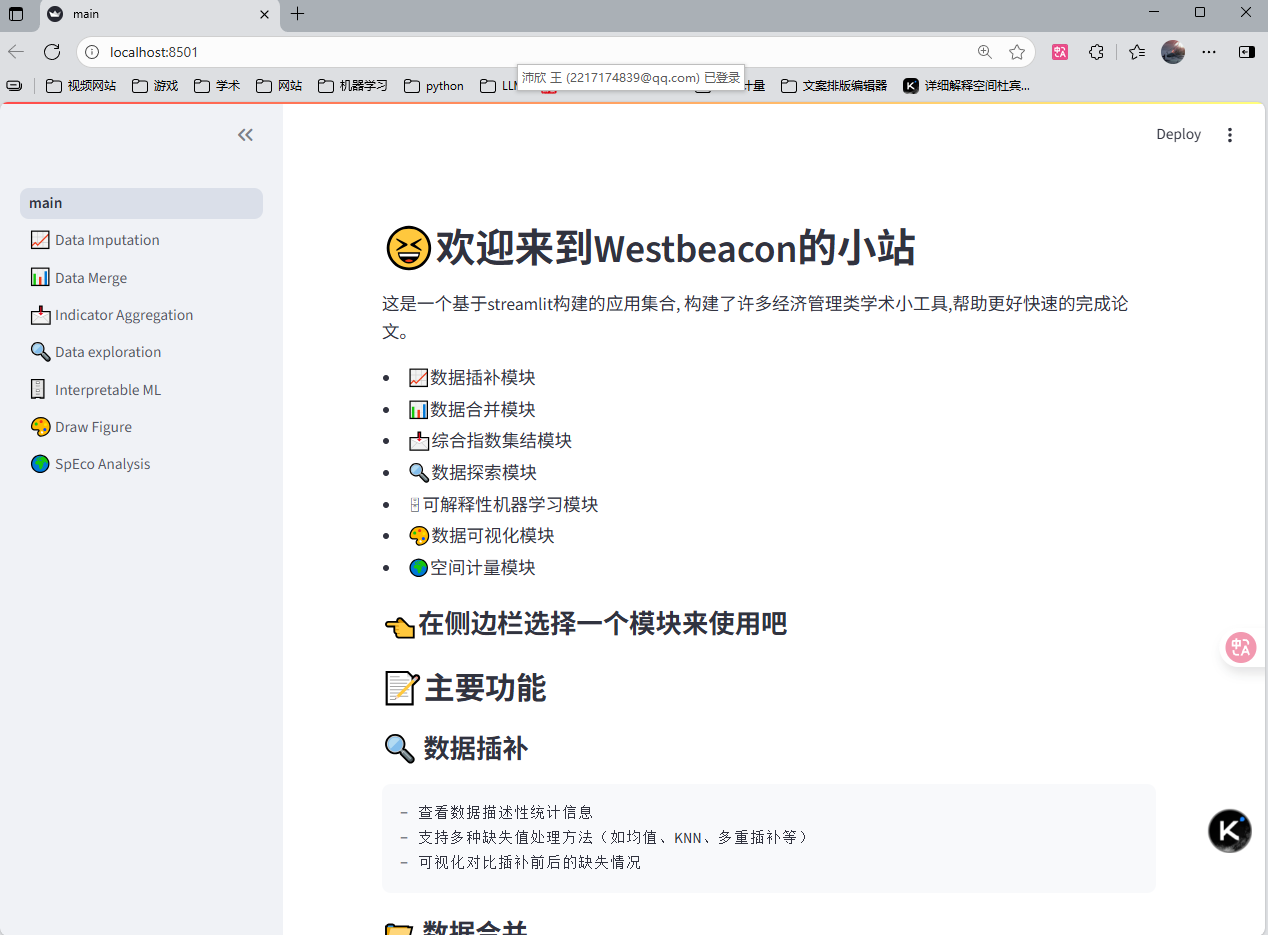 main
localhost:8501
沛欣 王 (2217174839@qq.com) 已登录
视频网站 游戏 学术 网站 机器学习 python 计量 文案排版编辑器 详细解释空间杜宾...
Deploy
main
Data Imputation
Data Merge
Indicator Aggregation
Data exploration
Interpretable ML
Draw Figure
SpEco Analysis
😆欢迎来到Westbeacon的小站
这是一个基于streamlit构建的应用集合, 构建了许多经济管理类学术小工具,帮助更好快速的完成论
文。
• 📈数据插补模块
• 📊数据合并模块
• 📩综合指数集结模块
• 🔍数据探索模块
• 🗄可解释性机器学习模块
• 🎨数据可视化模块
• 🌍空间计量模块
👈在侧边栏选择一个模块来使用吧
📝主要功能
🔍 数据插补
- 查看数据描述性统计信息
- 支持多种缺失值处理方法（如均值、KNN、多重插补等）
- 可视化对比插补前后的缺失情况
📁 数据合并